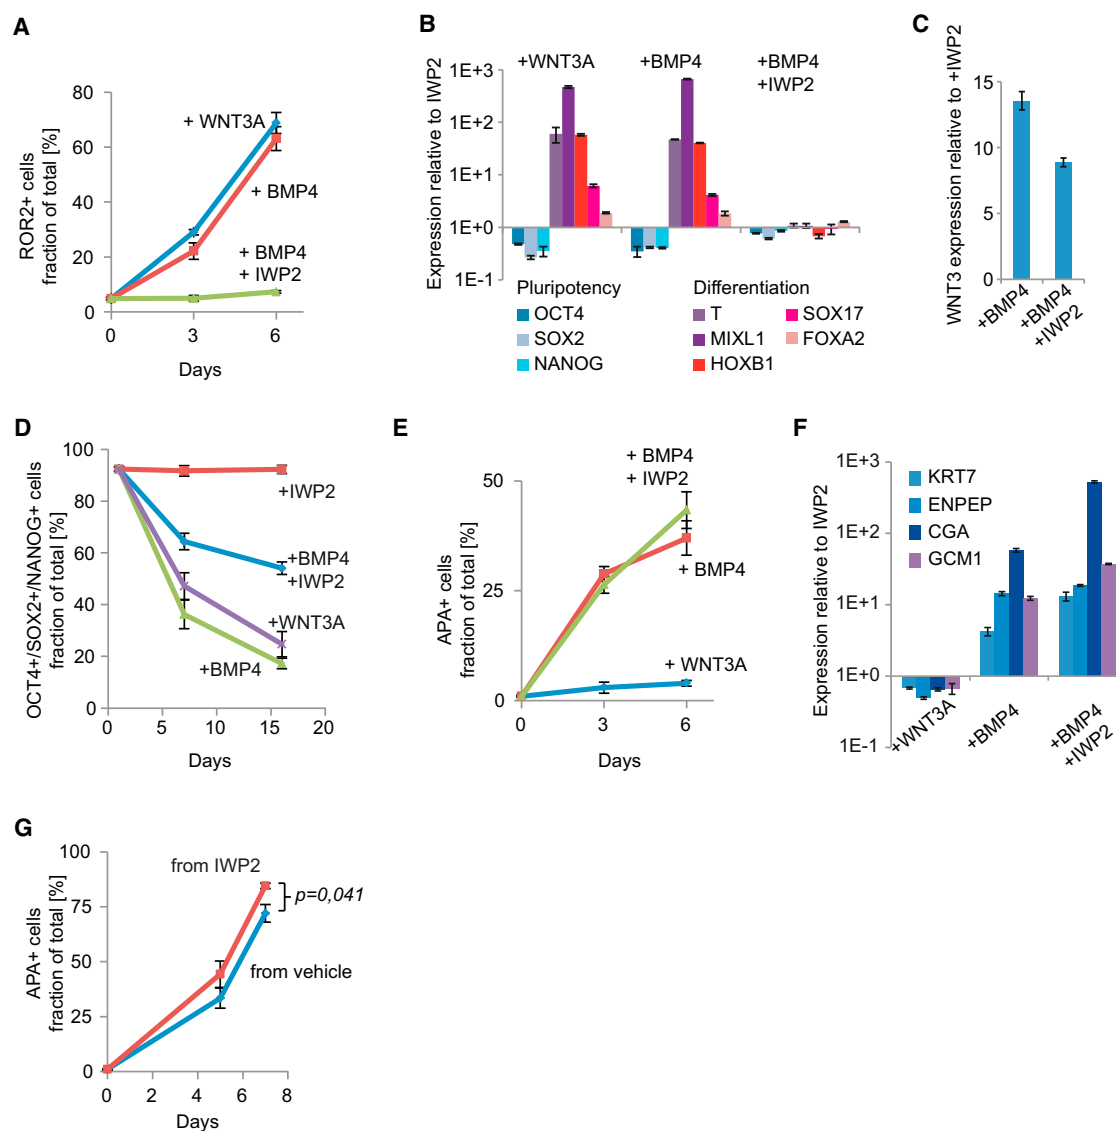 A
ROR2+ cells
fraction of total [%]
80
60
40
20
0
+ WNT3A
+ BMP4
+ BMP4
+ IWP2
0
3
6
Days
B
Expression relative to IWP2
1E+3
1E+2
1E+1
1E+0
1E-1
+WNT3A
+BMP4
+BMP4
+IWP2
Pluripotency
OCT4
SOX2
NANOG
Differentiation
T
MIXL1
HOXB1
SOX17
FOXA2
C
WNT3 expression relative to +IWP2
15
10
5
0
+BMP4
+BMP4
+IWP2
D
OCT4+/SOX2+/NANOG+ cells
fraction of total [%]
100
80
60
40
20
0
+IWP2
+BMP4
+IWP2
+WNT3A
+BMP4
0
5
10
15
20
Days
E
APA+ cells
fraction of total [%]
50
25
0
+ BMP4
+ IWP2
+ BMP4
+ WNT3A
0
3
6
Days
F
Expression relative to IWP2
1E+3
1E+2
1E+1
1E+0
1E-1
KRT7
ENPEP
CGA
GCM1
+WNT3A
+BMP4
+BMP4
+IWP2
G
APA+ cells
fraction of total [%]
100
75
50
25
0
from IWP2
p=0,041
from vehicle
0
2
4
5
6
8
Days